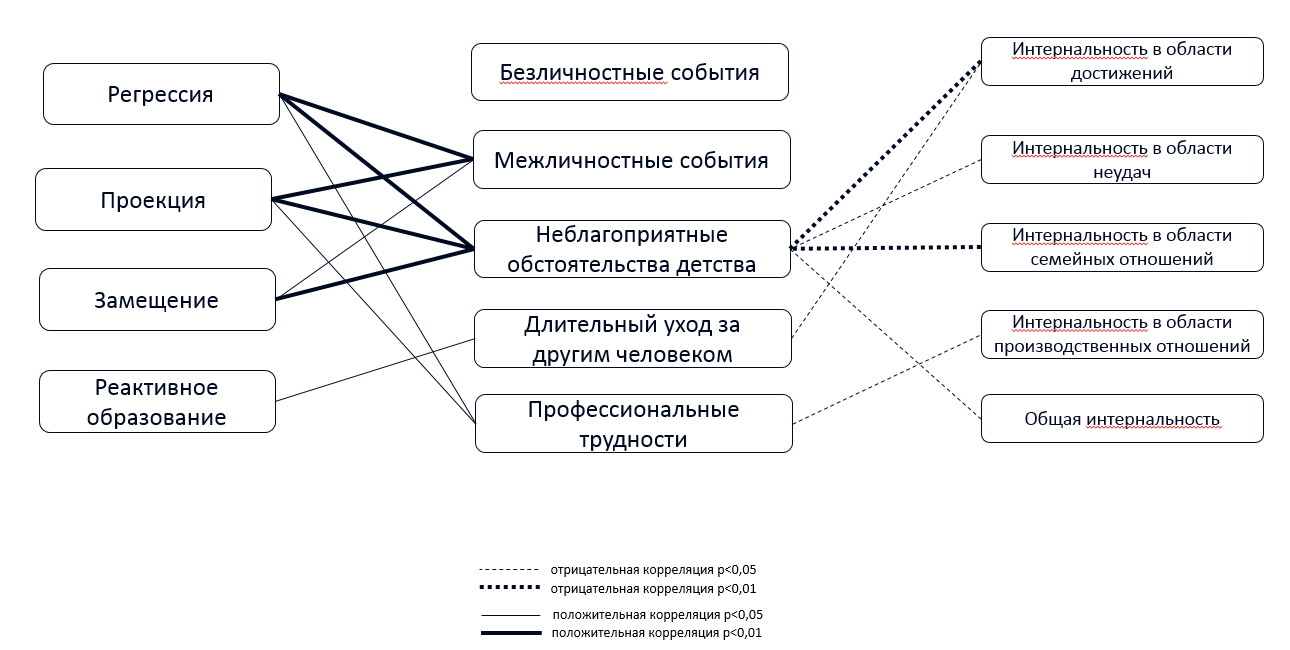 Регрессия
Проекция
Замещение
Реактивное
образование
Безличностные события
Межличностные события
Неблагоприятные
обстоятельства детства
Длительный уход за
другим человеком
Профессиональные
трудности
Интернальность в области
достижений
Интернальность в области
неудач
Интернальность в области
семейных отношений
Интернальность в области
производственных отношений
Общая интернальность
отрицательная корреляция p<0,05
отрицательная корреляция p<0,01
положительная корреляция p<0,05
положительная корреляция p<0,01